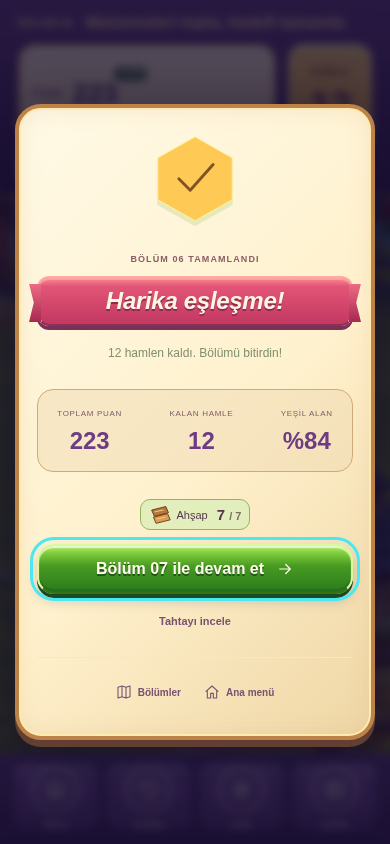 223
BÖLÜM 06 TAMAMLANDI
Harika eşleşme!
12 hamlen kaldı. Bölümü bitirdin!
TOPLAM PUAN KALAN HAMLE YEŞİL ALAN
223 12 %84
Ahşap 7 / 7
Bölüm 07 ile devam et
Tahtayı incele
Bölümler Ana menü